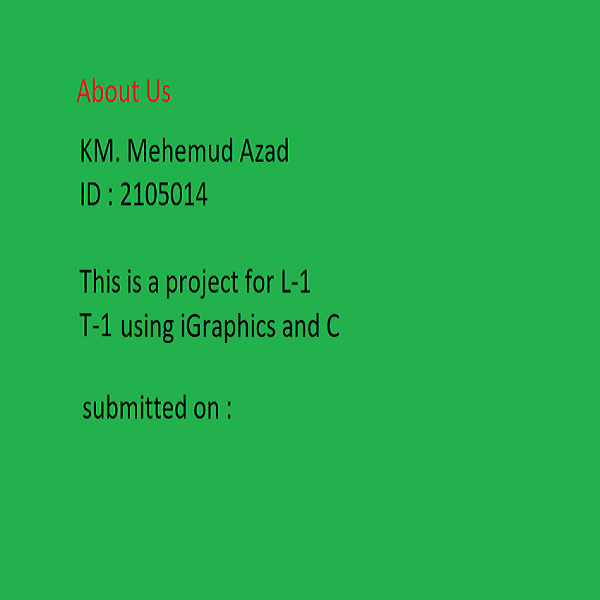 About Us
KM. Mehemud Azad
ID : 2105014
This is a project for L-1
T-1 using iGraphics and C
submitted on :